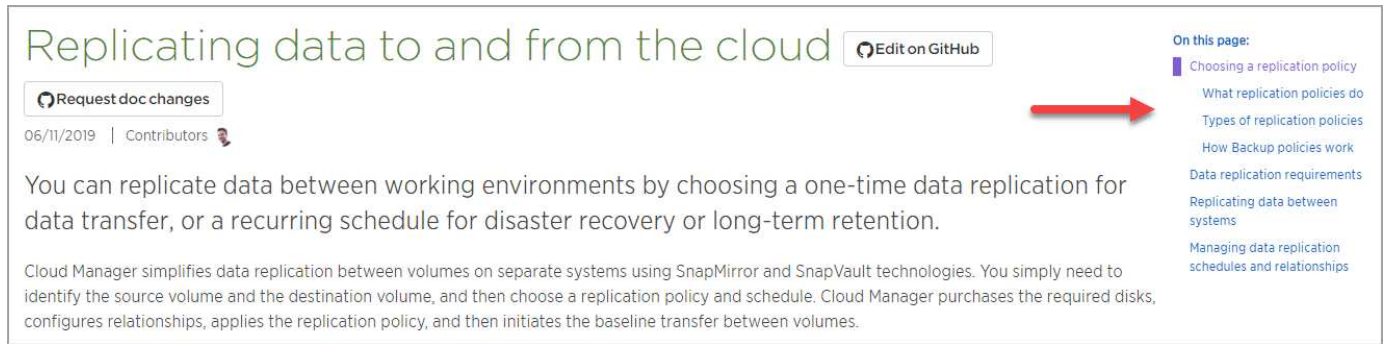 Replicating data to and from the cloud
Edit on GitHub
Request doc changes
06/11/2019 | Contributors
You can replicate data between working environments by choosing a one-time data replication for
data transfer, or a recurring schedule for disaster recovery or long-term retention.
Cloud Manager simplifies data replication between volumes on separate systems using SnapMirror and SnapVault technologies. You simply need to
identify the source volume and the destination volume, and then choose a replication policy and schedule. Cloud Manager purchases the required disks,
configures relationships, applies the replication policy, and then initiates the baseline transfer between volumes.
On this page:
Choosing a replication policy
What replication policies do
Types of replication policies
How Backup policies work
Data replication requirements
Replicating data between
systems
Managing data replication
schedules and relationships